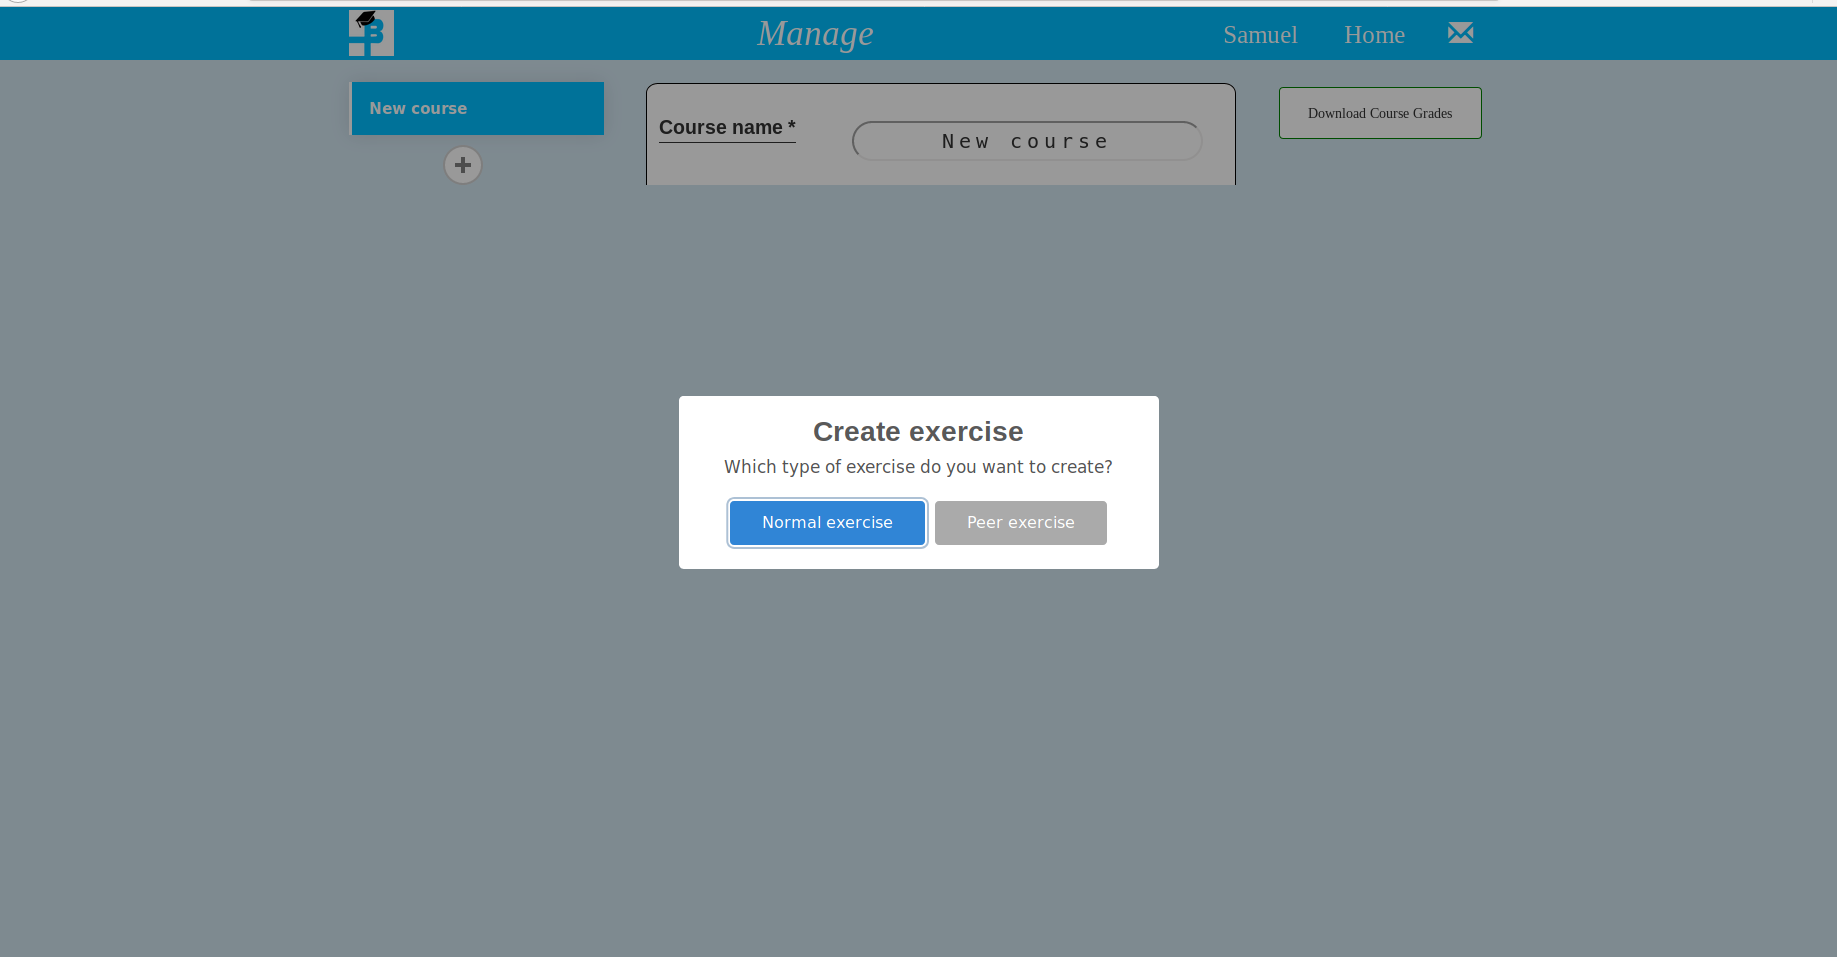 Manage
Samuel
Home
New course
Course name *
New course
Download Course Grades
Create exercise
Which type of exercise do you want to create?
Normal exercise
Peer exercise